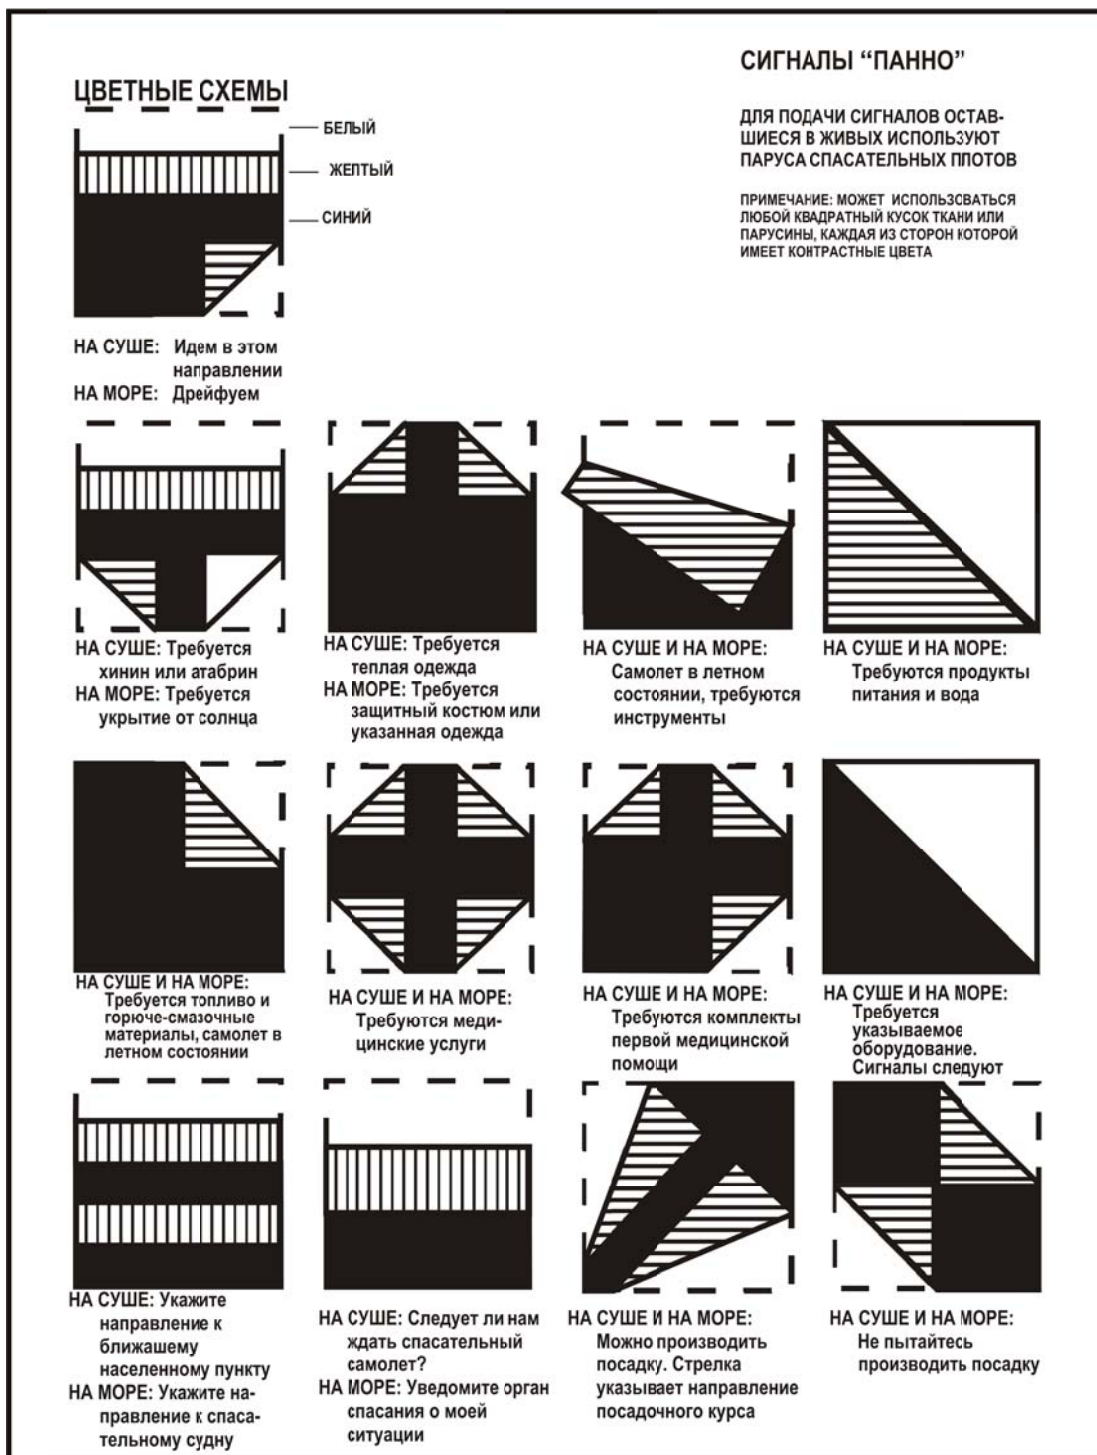 ЦВЕТНЫЕ СХЕМЫ
БЕЛЫЙ
ЖЕЛТЫЙ
СИНИЙ
НА СУШЕ: Идем в этом
направлении
НА МОРЕ: Дрейфуем
СИГНАЛЫ “ПАННО”
ДЛЯ ПОДАЧИ СИГНАЛОВ ОСТАВ-
ШИЕСЯ В ЖИВЫХ ИСПОЛЬЗУЮТ
ПАРУСА СПАСАТЕЛЬНЫХ ПЛОТОВ
ПРИМЕЧАНИЕ: МОЖЕТ ИСПОЛЬЗОВАТЬСЯ
ЛЮБОЙ КВАДРАТНЫЙ КУСОК ТКАНИ ИЛИ
ПАРУСИНЫ, КАЖДАЯ ИЗ СТОРОН КОТОРОЙ
ИМЕЕТ КОНТРАСТНЫЕ ЦВЕТА
НА СУШЕ: Требуется
хинин или атабрин
НА МОРЕ: Требуется
укрытие от солнца
НА СУШЕ: Требуется
теплая одежда
НА МОРЕ: Требуется
защитный костюм или
указанная одежда
НА СУШЕ И НА МОРЕ:
Самолет в летном
состоянии, требуются
инструменты
НА СУШЕ И НА МОРЕ:
Требуются продукты
питания и вода
НА СУШЕ И НА МОРЕ:
Требуется топливо и
горюче-смазочные
материалы, самолет в
летном состоянии
НА СУШЕ И НА МОРЕ:
Требуются меди-
цинские услуги
НА СУШЕ И НА МОРЕ:
Требуются комплекты
первой медицинской
помощи
НА СУШЕ И НА МОРЕ:
Требуется
указываемое
оборудование.
Сигналы следуют
НА СУШЕ: Укажите
направление к
ближашему
населенному пункту
НА МОРЕ: Укажите на-
правление к спаса-
тельному судну
НА СУШЕ: Следует ли нам
ждать спасательный
самолет?
НА МОРЕ: Уведомите орган
спасания о моей
ситуации
НА СУШЕ И НА МОРЕ:
Можно производить
посадку. Стрелка
указывает направление
посадочного курса
НА СУШЕ И НА МОРЕ:
Не пытайтесь
производить посадку